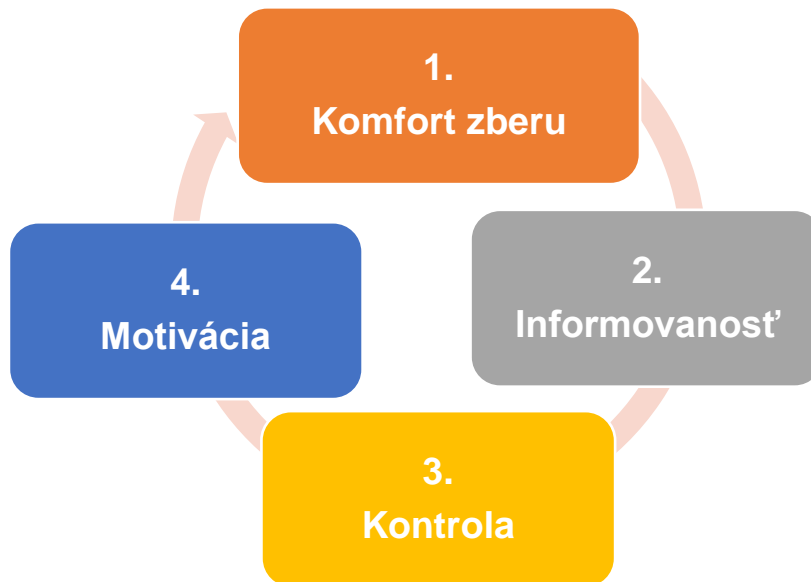 1.
Komfort zberu
2.
Informovanosť
3.
Kontrola
4.
Motivácia